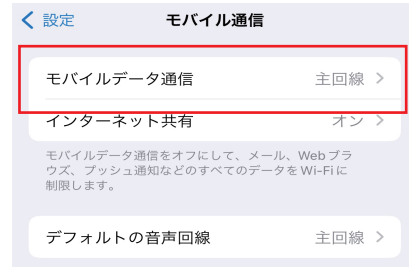 設定 モバイル通信
モバイルデータ通信 主回線
インターネット共有 オン
モバイルデータ通信をオフにして、メール、Webブラ
ウズ、プッシュ通知などのすべてのデータをWi-Fiに
制限します。
デフォルトの音声回線 主回線